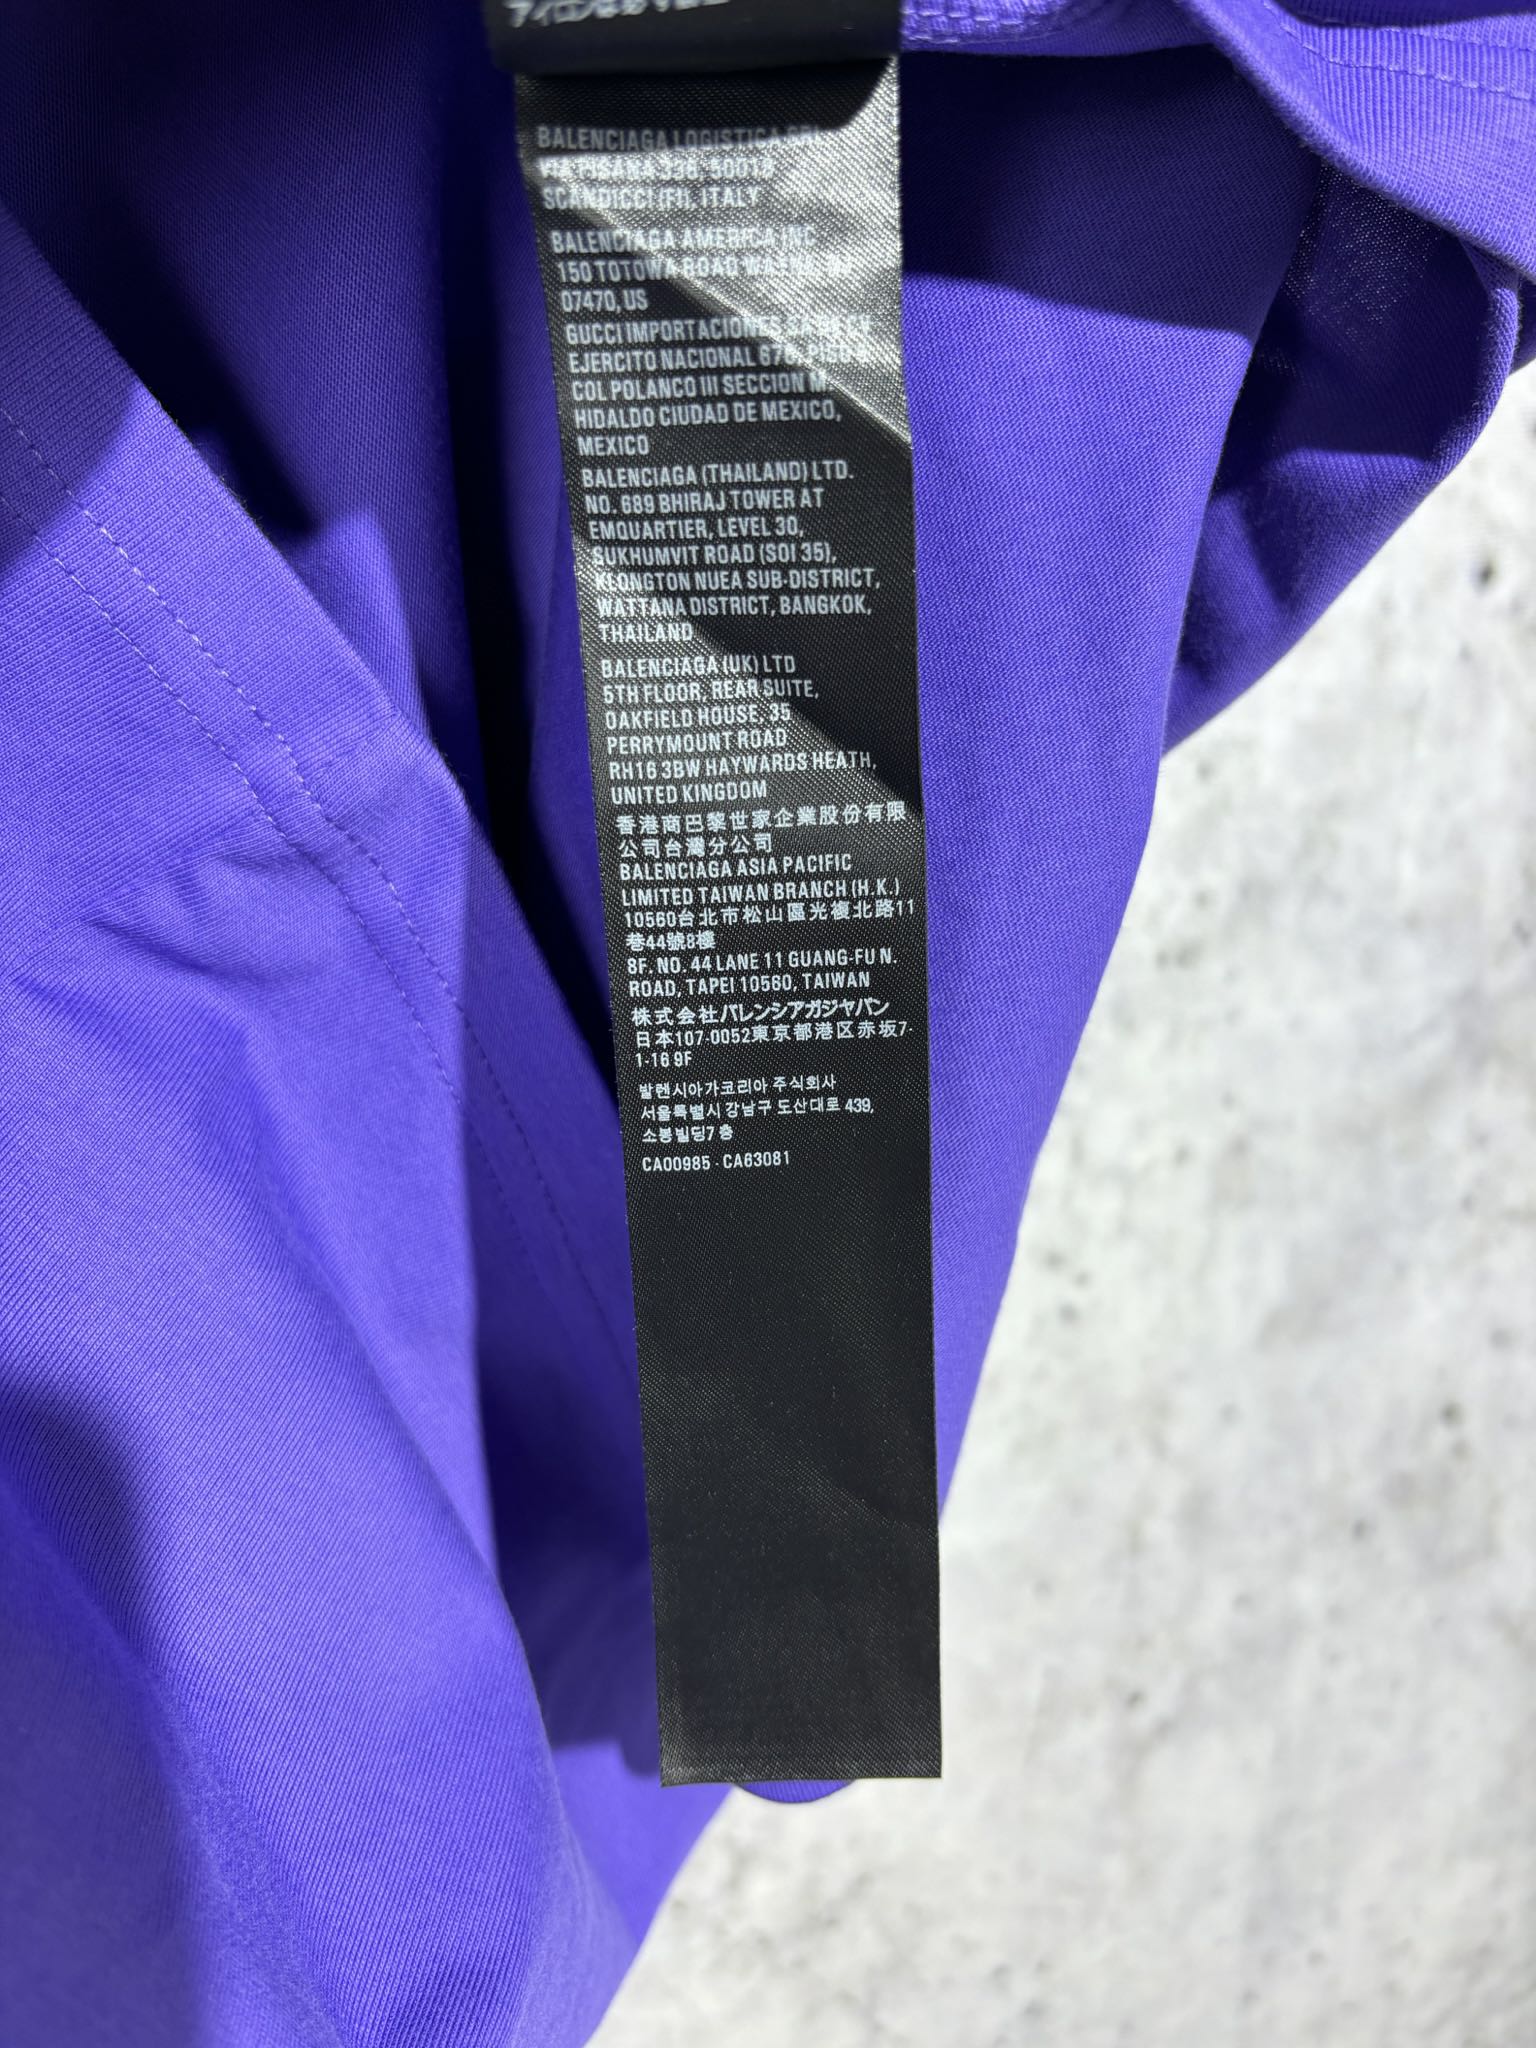 BALENCIAGA LOGISTICA SRL
VIA PISANA 336, 50018
SCANDICCI (FI), ITALY
BALENCIAGA AMERICA INC
150 TOTOWA ROAD WAYNE, NJ
07470, US
GUCCI IMPORTACIONES SA DE CV
EJERCITO NACIONAL 676, PISO
COL POLANCO III SECCION M.
HIDALGO CIUDAD DE MEXICO,
MEXICO
BALENCIAGA (THAILAND) LTD.
NO. 689 BHIRAJ TOWER AT
EMQUARTIER, LEVEL 30,
SUKHUMVIT ROAD (SOI 35),
KLONGTON NUEA SUB-DISTRICT,
WATTANA DISTRICT, BANGKOK,
THAILAND
BALENCIAGA (UK) LTD
5TH FLOOR, REAR SUITE,
OAKFIELD HOUSE, 35
PERRYMOUNT ROAD
RH16 3BW HAYWARDS HEATH,
UNITED KINGDOM
香港商巴黎世家企業股份有限
公司台灣分公司
BALENCIAGA ASIA PACIFIC
LIMITED TAIWAN BRANCH (H.K.)
10560台北市松山區光復北路11
巷44號8樓
8F. NO. 44 LANE 11 GUANG-FU N.
ROAD, TAPEI 10560, TAIWAN
株式会社バレンシアガジャパン
日本107-0052東京都港区赤坂7-
1-16 9F
발렌시아가코리아 주식회사
서울특별시 강남구 도산대로 439,
소봉빌딩7 층
CA00985 - CA63081